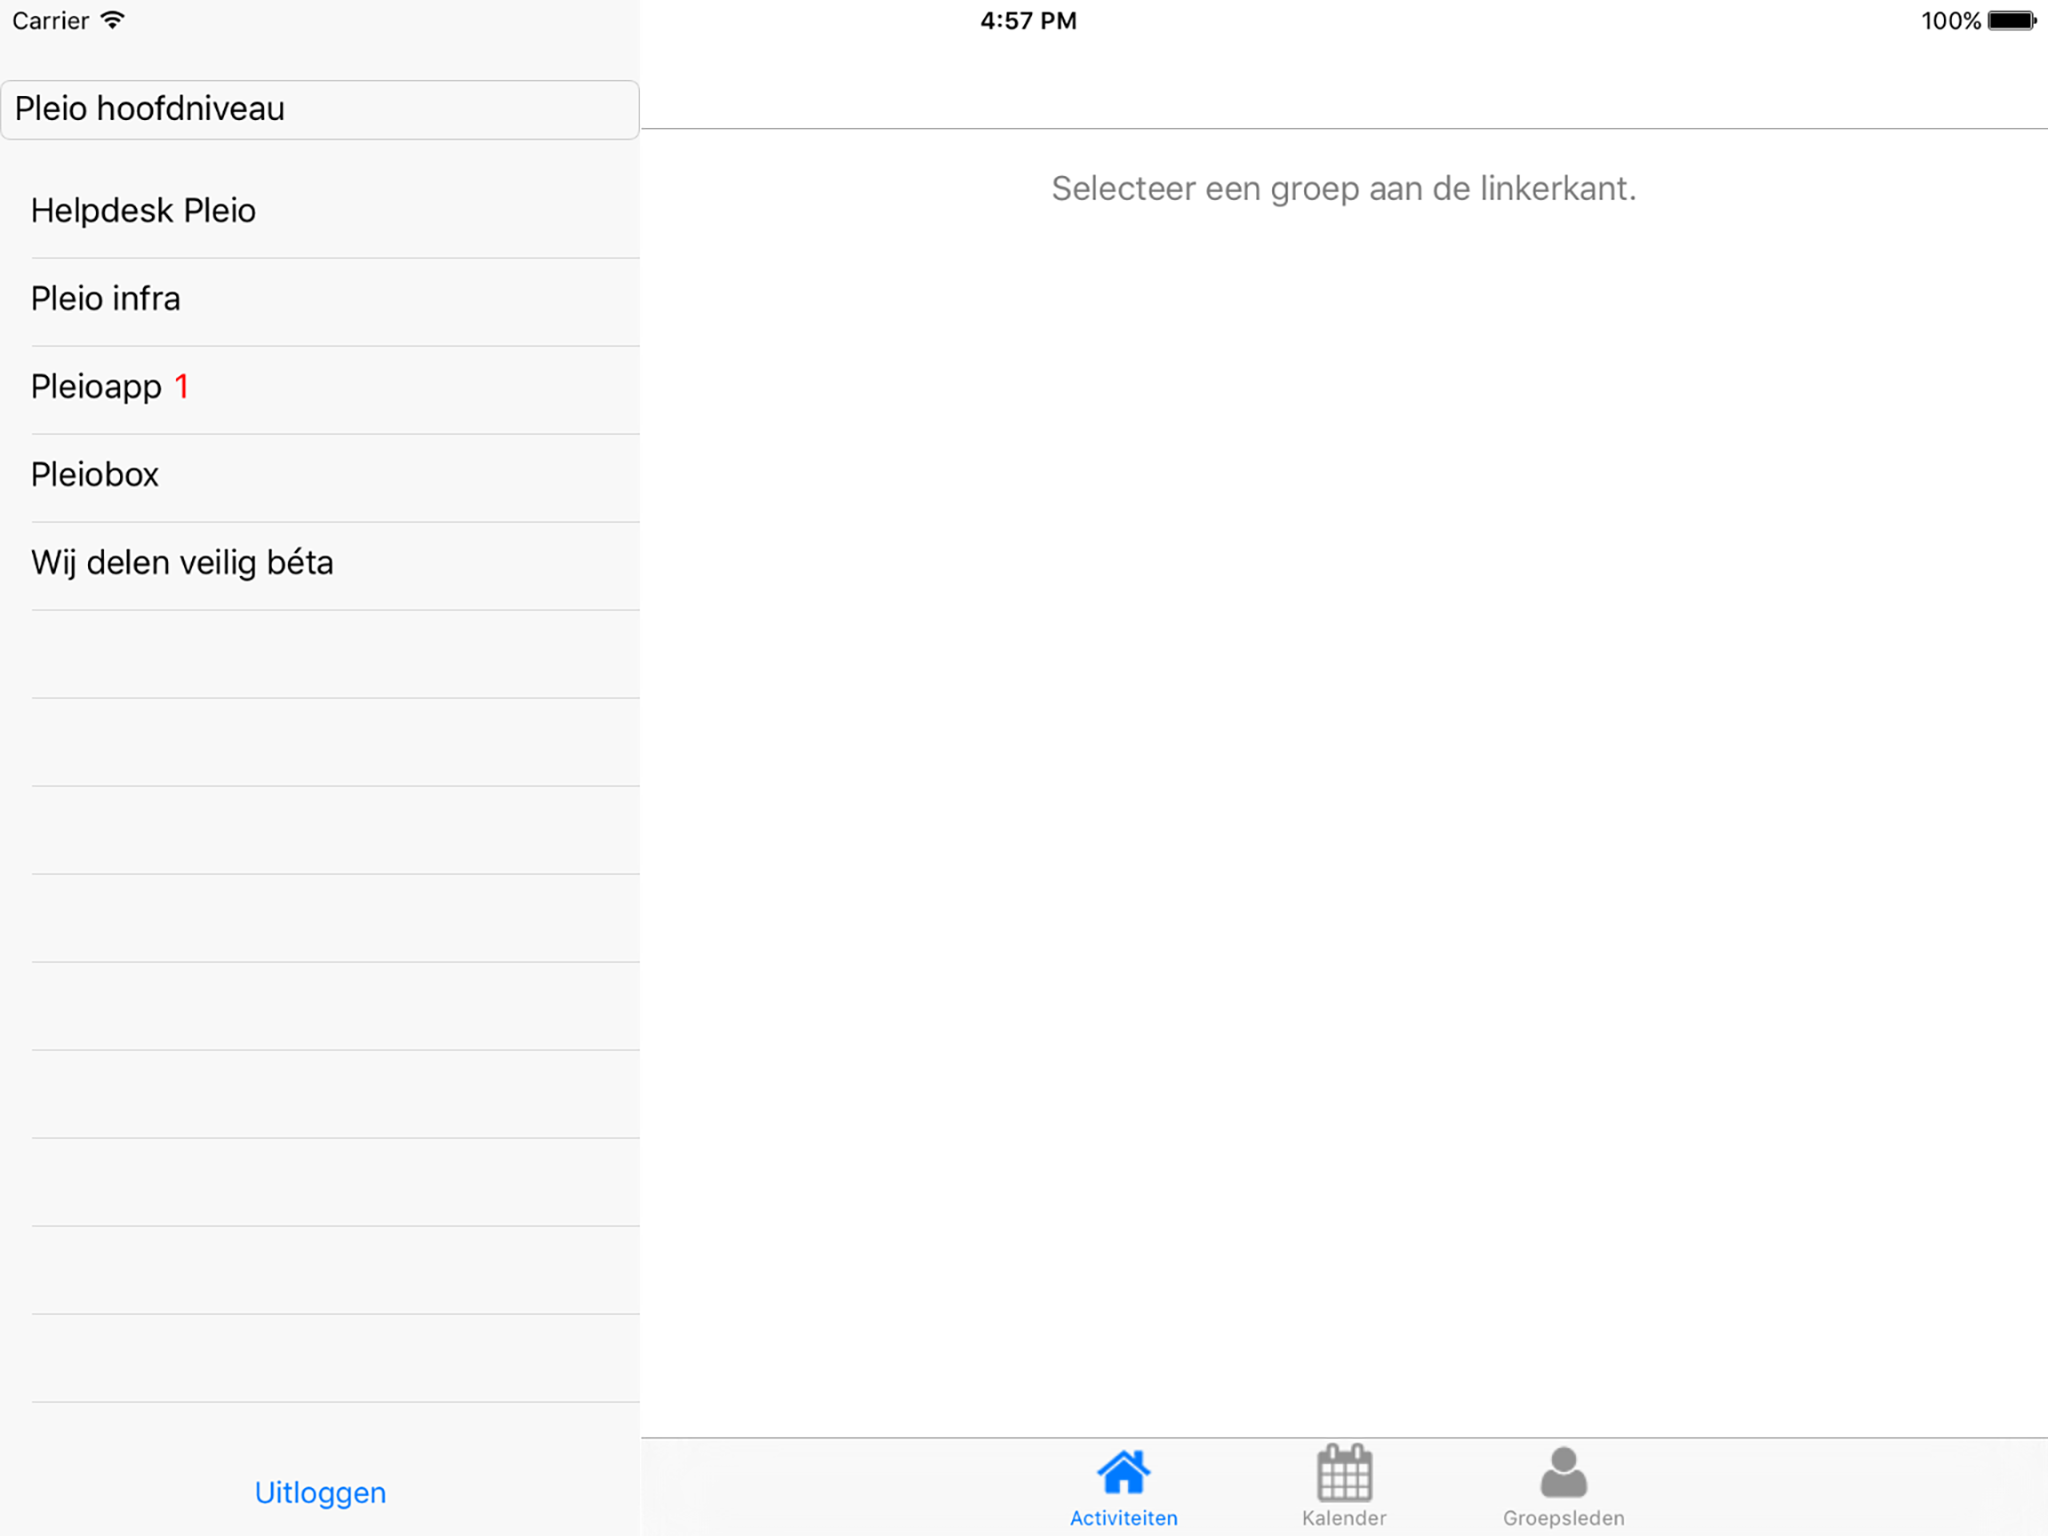 Carrier
4:57 PM
100%
Pleio hoofdniveau
Helpdesk Pleio
Pleio infra
Pleioapp 1
Pleiobox
Wij delen veilig béta
Uitloggen
Selecteer een groep aan de linkerkant.
Activiteiten
Kalender
Groepsleden